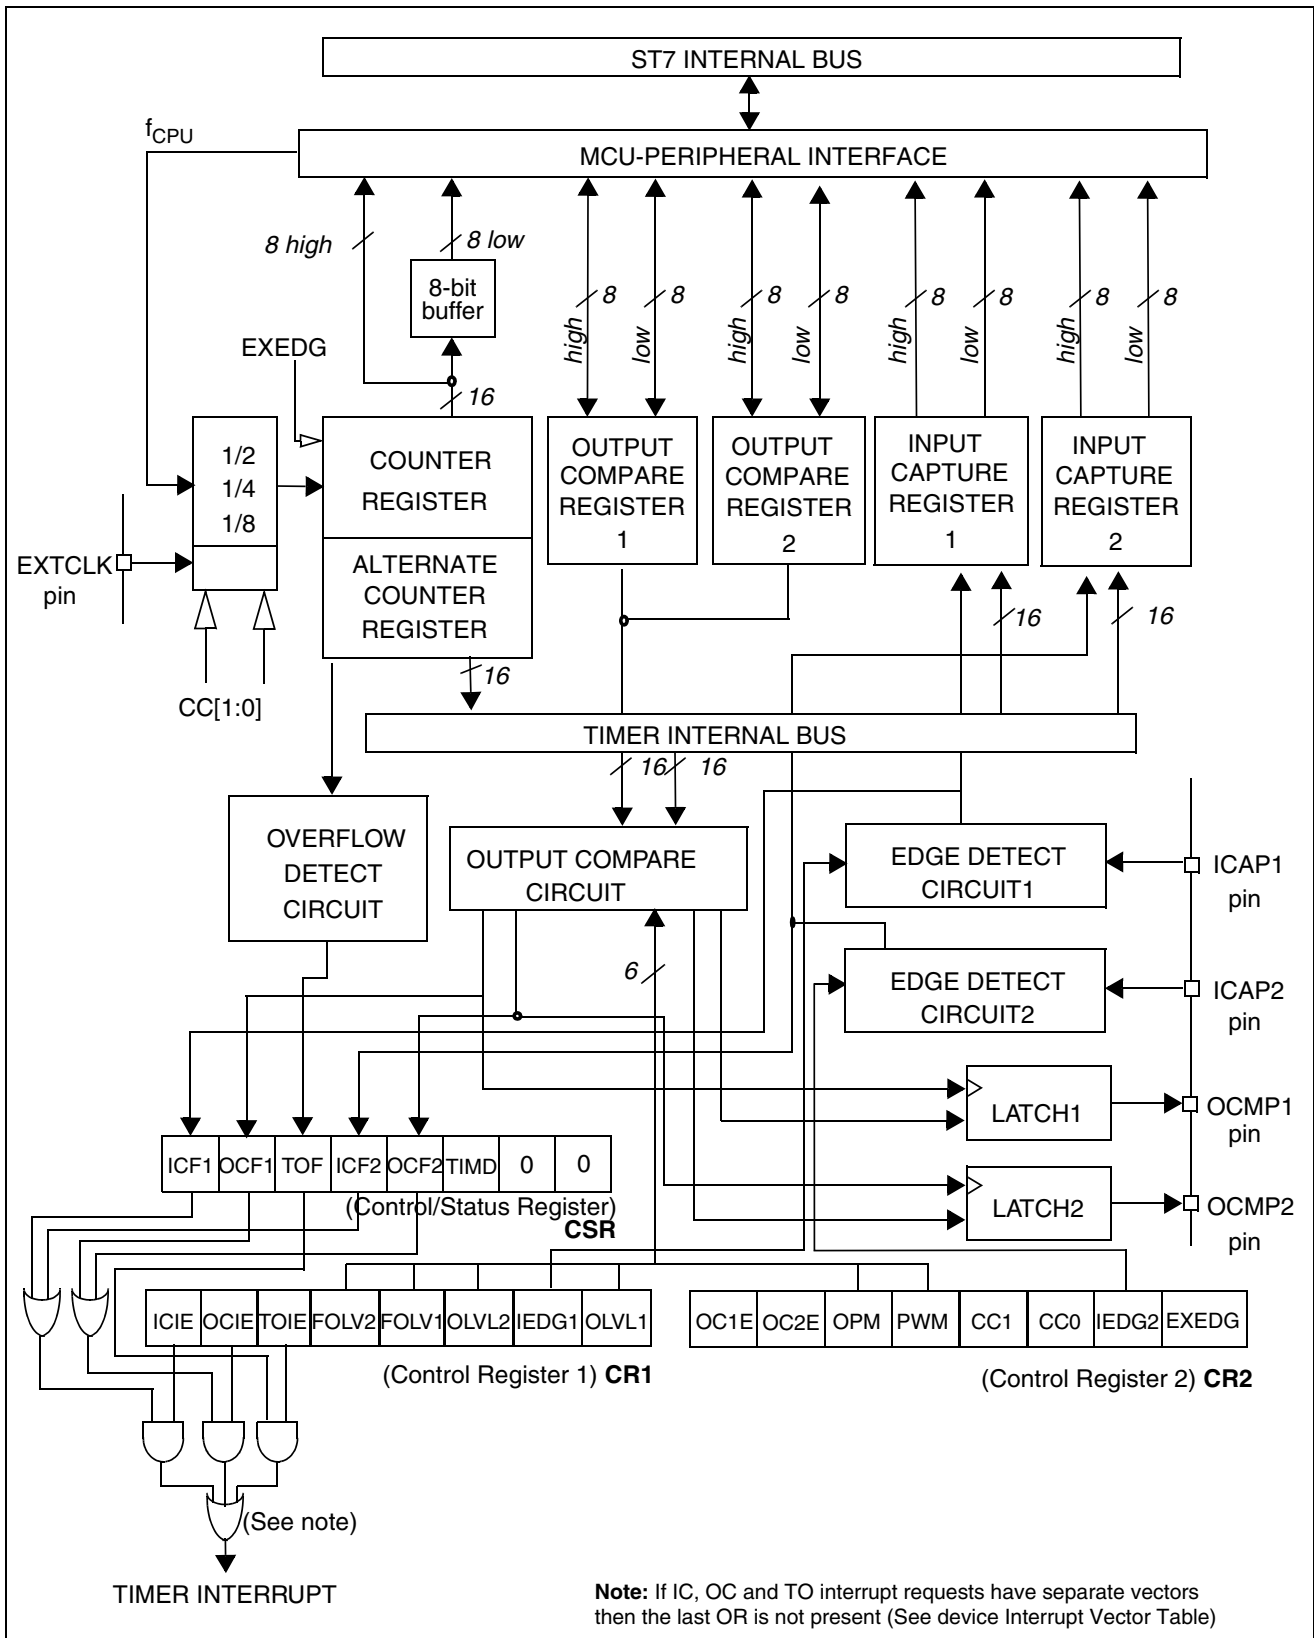 ST7 INTERNAL BUS
fCPU
MCU-PERIPHERAL INTERFACE
8 high
8 low
8-bit
buffer
8
8
8
8
8
8
8
8
high
low
high
low
high
low
high
low
EXEDG
16
1/2
1/4
1/8
COUNTER
REGISTER
ALTERNATE
COUNTER
REGISTER
OUTPUT
COMPARE
REGISTER
1
OUTPUT
COMPARE
REGISTER
2
INPUT
CAPTURE
REGISTER
1
INPUT
CAPTURE
REGISTER
2
EXTCLK
pin
16
16
16
CC[1:0]
TIMER INTERNAL BUS
16
16
OVERFLOW
DETECT
CIRCUIT
OUTPUT COMPARE
CIRCUIT
EDGE DETECT
CIRCUIT1
ICAP1
pin
6
EDGE DETECT
CIRCUIT2
ICAP2
pin
LATCH1
OCMP1
pin
ICF1 OCF1 TOF ICF2 OCF2 TIMD 0 0
(Control/Status Register)
CSR
LATCH2
OCMP2
pin
ICIE OCIE TOIE FOLV2 FOLV1 OLVL2 IEDG1 OLVL1
(Control Register 1) CR1
OC1E OC2E OPM PWM CC1 CC0 IEDG2 EXEDG
(Control Register 2) CR2
(See note)
TIMER INTERRUPT
Note: If IC, OC and TO interrupt requests have separate vectors
then the last OR is not present (See device Interrupt Vector Table)